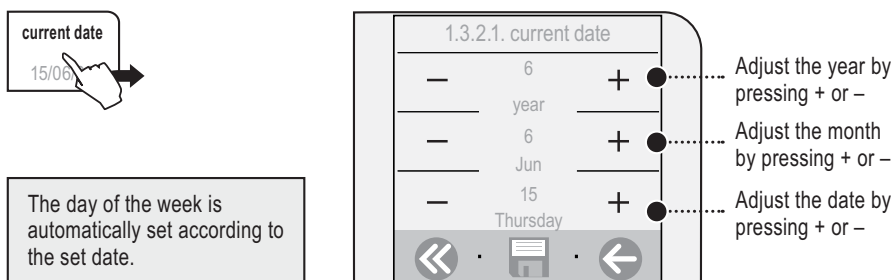 current date
15/06/
The day of the week is
automatically set according to
the set date.
1.3.2.1. current date
– 6 +
year
– 6 +
Jun
– 15 +
Thursday
Adjust the year by
pressing + or –
Adjust the month
by pressing + or –
Adjust the date by
pressing + or –